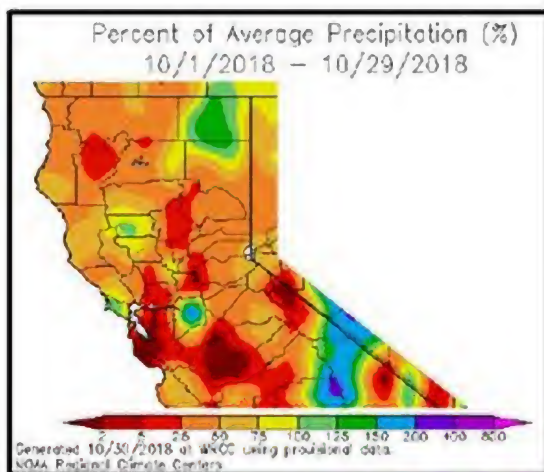 Percent of Average Precipitation (%)
10/1/2018 – 10/29/2018
2 5 25 50 75 100 125 150 200 400 800
Generated 10/30/2018 at WRCC using provisional data.
NOAA Regional Climate Centers